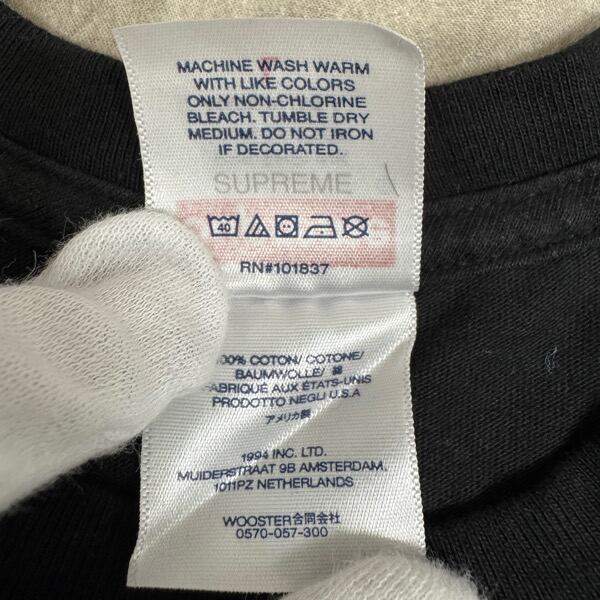 MACHINE WASH WARM
WITH LIKE COLORS
ONLY NON-CHLORINE
BLEACH. TUMBLE DRY
MEDIUM. DO NOT IRON
IF DECORATED.
SUPREME
40
RN#101837
100% COTON/ COTONE/
BAUMWOLLE/ 綿
FABRIQUÉ AUX ÉTATS-UNIS
PRODOTTO NEGLI U.S.A
アメリカ製
1994 INC. LTD.
MUIDERSTRAAT 9B AMSTERDAM,
1011PZ NETHERLANDS
WOOSTER合同会社
0570-057-300